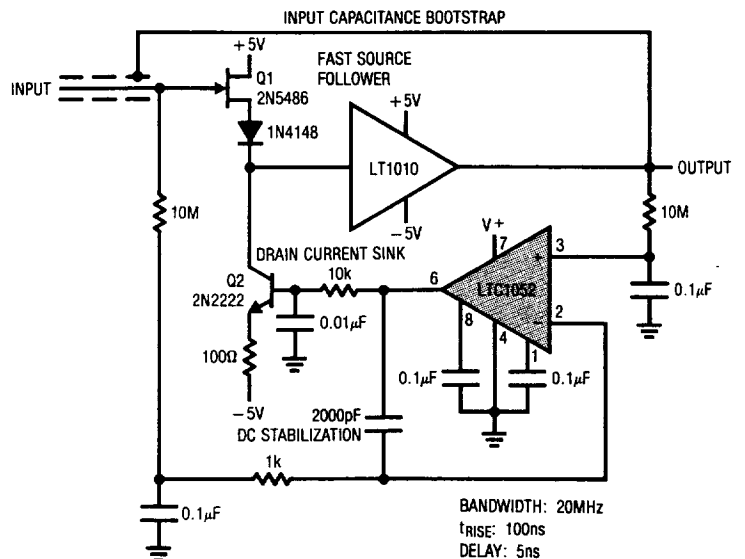 INPUT CAPACITANCE BOOTSTRAP
+5V
Q1
2N5486
FAST SOURCE
FOLLOWER
INPUT
1N4148
+5V
LT1010
-5V
OUTPUT
10M
10M
V+
7
3
+
DRAIN CURRENT SINK
10k
6
LTC1052
Q2
2N2222
0.01µF
8
4
1
2
−
0.1µF
100Ω
-5V
0.1µF
0.1µF
2000pF
DC STABILIZATION
1k
0.1µF
BANDWIDTH: 20MHz
tRISE: 100ns
DELAY: 5ns